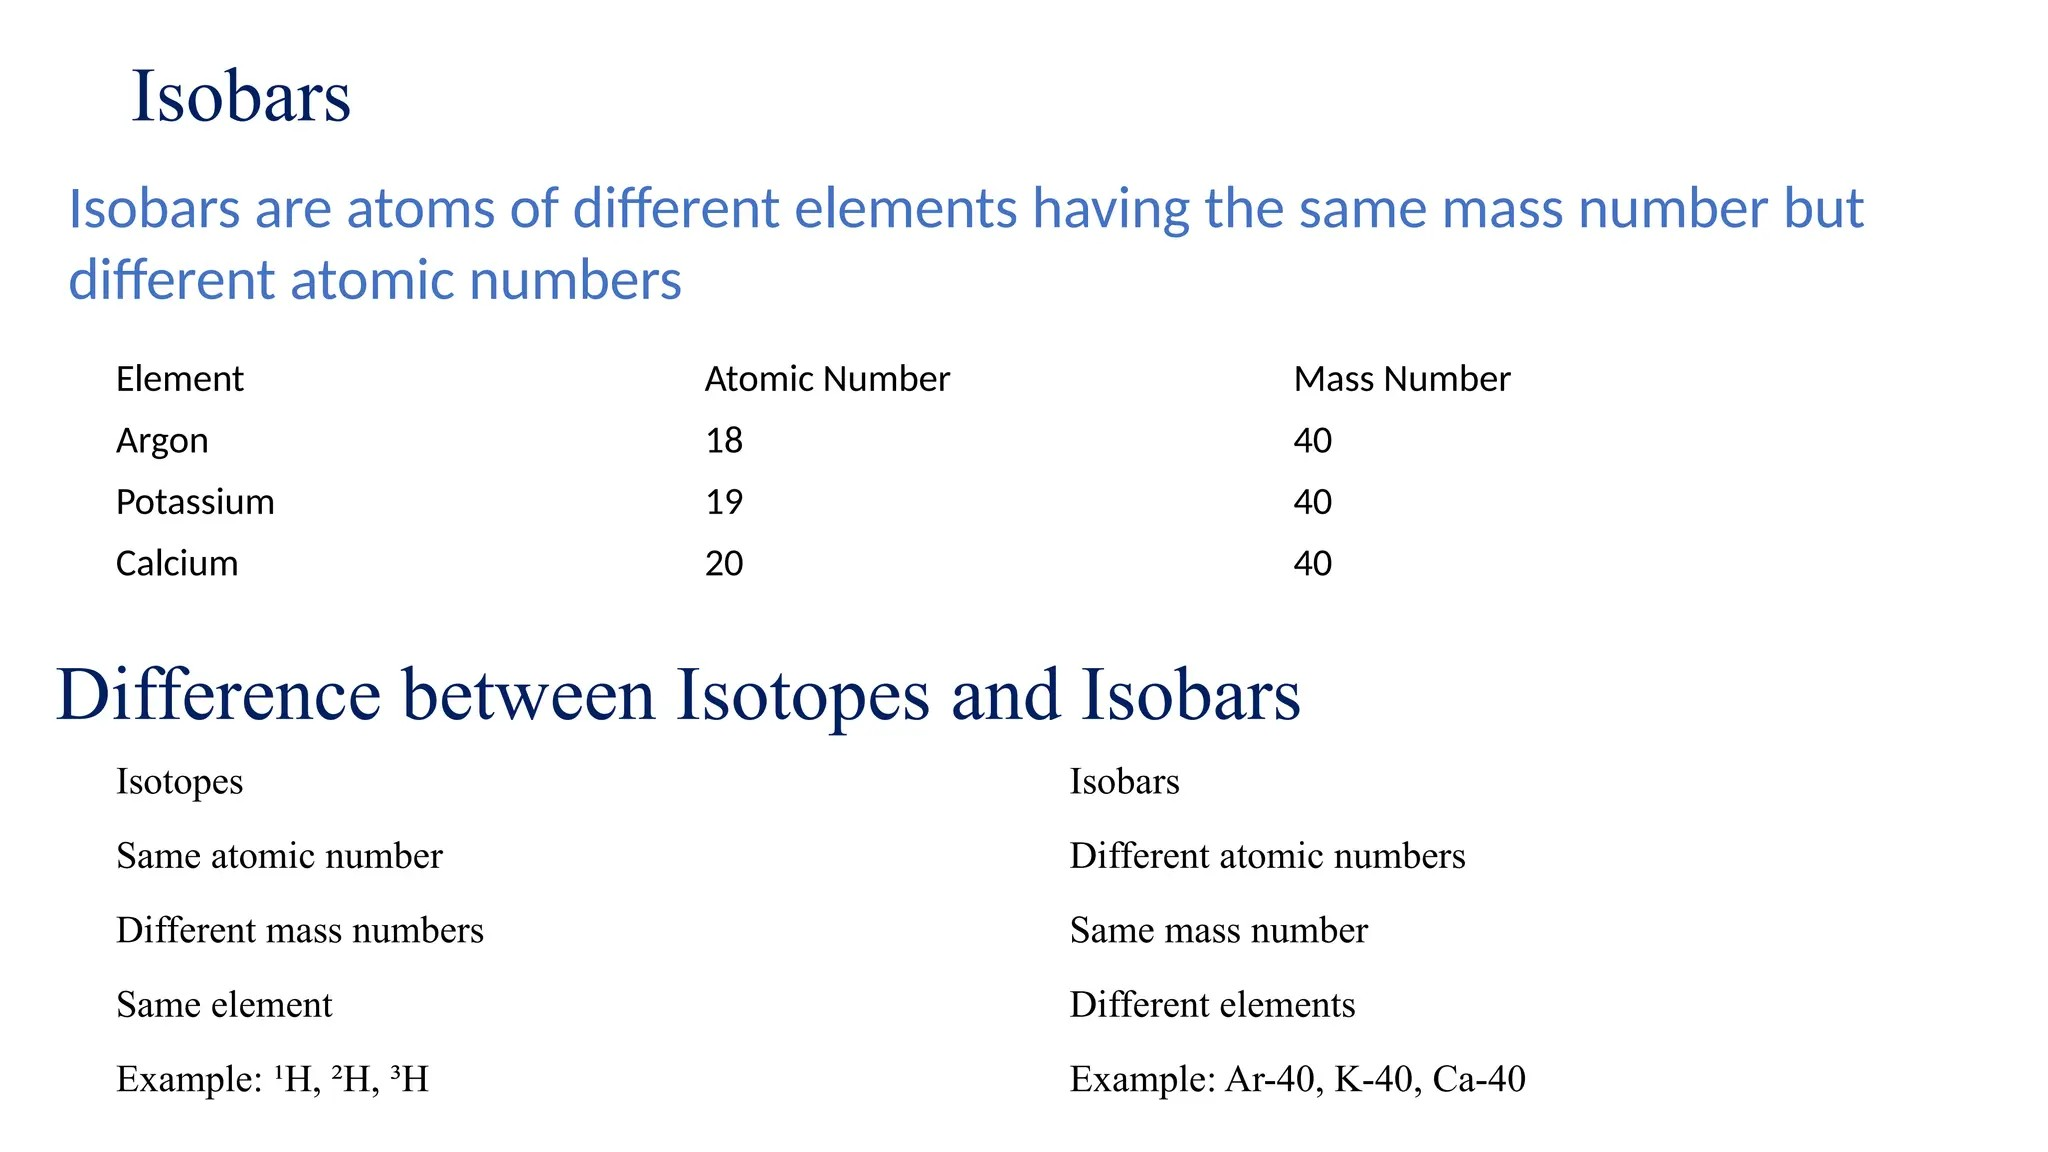 Isobars
Isobars are atoms of different elements having the same mass number but
different atomic numbers
Element Atomic Number Mass Number
Argon 18 40
Potassium 19 40
Calcium 20 40
Difference between Isotopes and Isobars
Isotopes Isobars
Same atomic number Different atomic numbers
Different mass numbers Same mass number
Same element Different elements
Example: ¹H, ²H, ³H Example: Ar-40, K-40, Ca-40